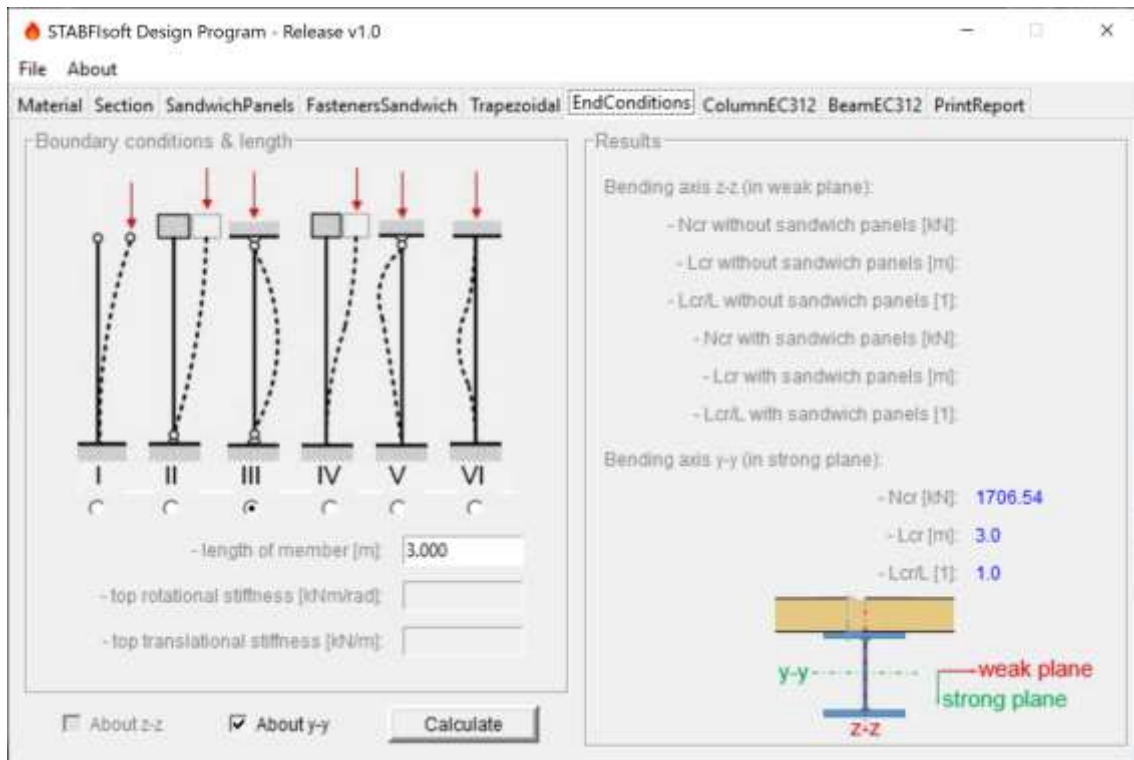 STABFIsoft Design Program - Release v1.0
File About
Material Section SandwichPanels FastenersSandwich Trapezoidal EndConditions ColumnEC312 BeamEC312 PrintReport
Boundary conditions & length
I II III IV V VI
- length of member [m]: 3.000
- top rotational stiffness [kNm/rad]:
- top translational stiffness [kN/m]:
About z-z About y-y Calculate
Results
Bending axis z-z (in weak plane):
- Ncr without sandwich panels [kN]:
- Lcr without sandwich panels [m]:
- Lcr/L without sandwich panels [1]:
- Ncr with sandwich panels [kN]:
- Lcr with sandwich panels [m]:
- Lcr/L with sandwich panels [1]:
Bending axis y-y (in strong plane):
- Ncr [kN]: 1706.54
- Lcr [m]: 3.0
- Lcr/L [1]: 1.0
y-y weak plane
strong plane
z-z